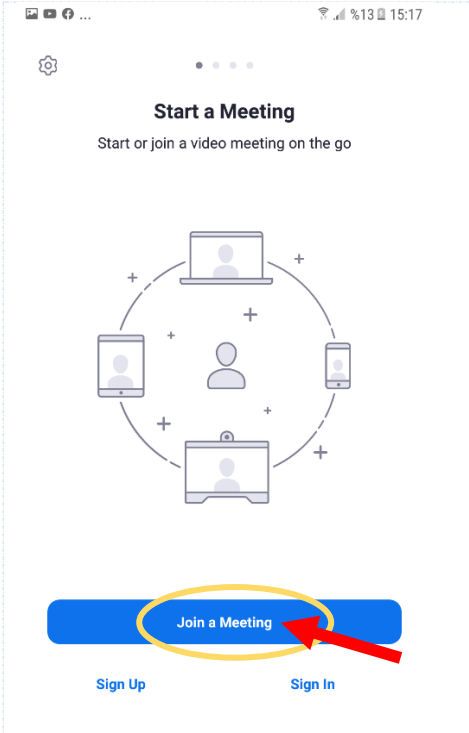 ... %13 15:17
Start a Meeting
Start or join a video meeting on the go
Join a Meeting
Sign Up Sign In